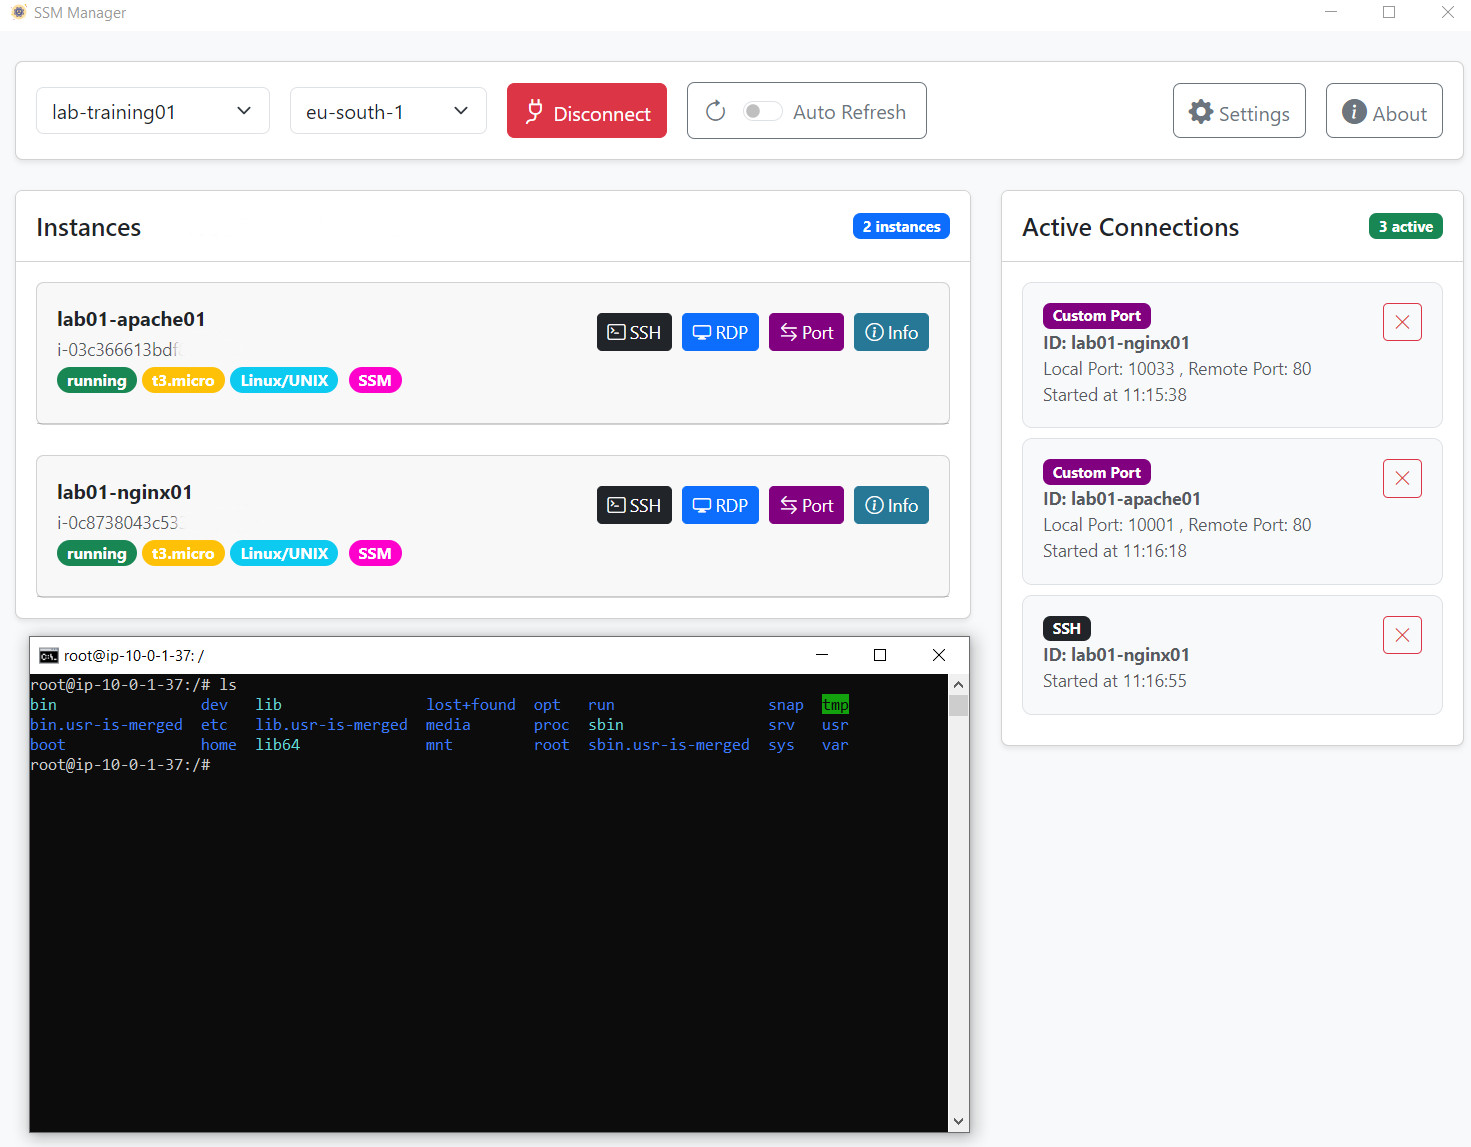 SSM Manager
lab-training01
eu-south-1
Disconnect
Auto Refresh
Settings
About
Instances
2 instances
lab01-apache01
i-03c366613bdf
SSH
RDP
Port
Info
running
t3.micro
Linux/UNIX
SSM
lab01-nginx01
i-0c8738043c53
SSH
RDP
Port
Info
running
t3.micro
Linux/UNIX
SSM
Active Connections
3 active
Custom Port
ID: lab01-nginx01
Local Port: 10033 , Remote Port: 80
Started at 11:15:38
Custom Port
ID: lab01-apache01
Local Port: 10001 , Remote Port: 80
Started at 11:16:18
SSH
ID: lab01-nginx01
Started at 11:16:55
root@ip-10-0-1-37: /
root@ip-10-0-1-37:/# ls
bin dev lib lost+found opt run snap tmp
bin.usr-is-merged etc lib.usr-is-merged media proc sbin srv usr
boot home lib64 mnt root sbin.usr-is-merged sys var
root@ip-10-0-1-37:/#